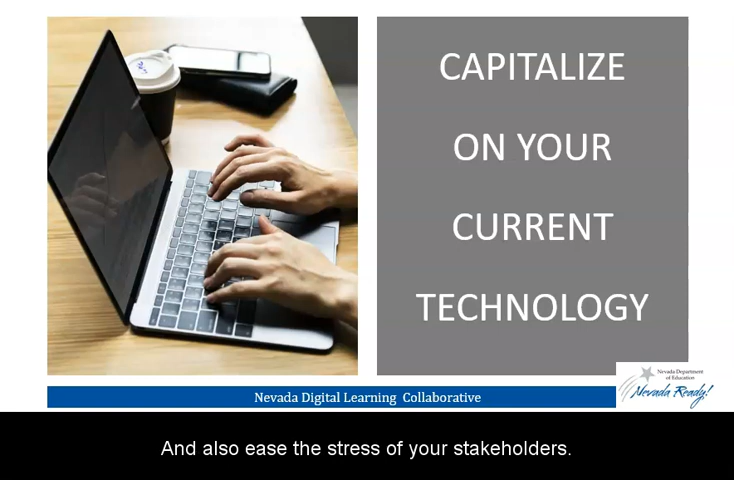 CAPITALIZE
ON YOUR
CURRENT
TECHNOLOGY
Nevada Department
of Education
Nevada Ready!
Nevada Digital Learning Collaborative
And also ease the stress of your stakeholders.